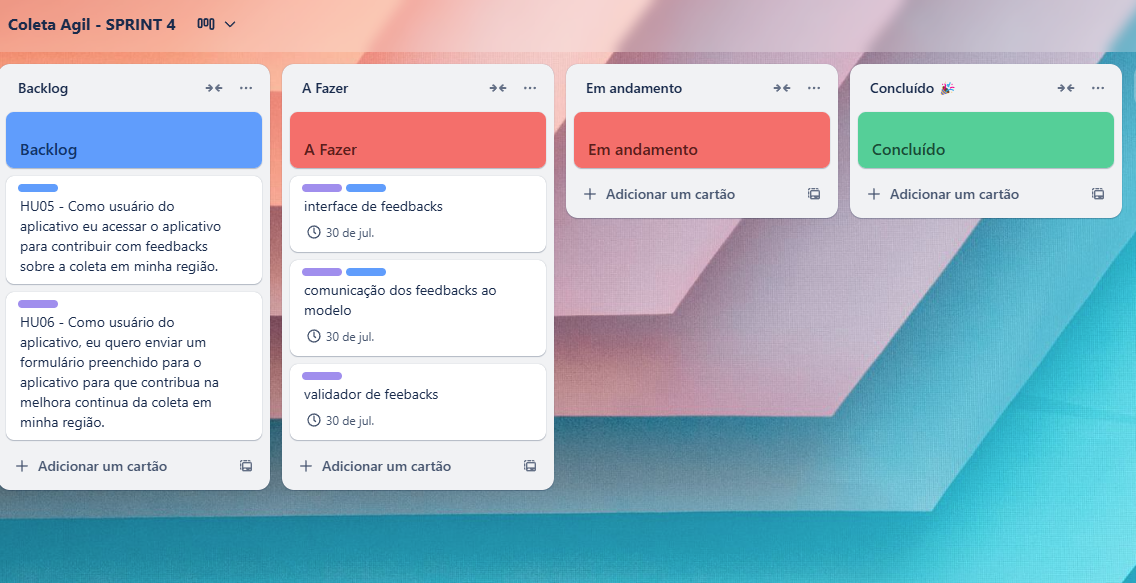 Coleta Agil - SPRINT 4
Backlog
Backlog
HU05 - Como usuário do
aplicativo eu acessar o aplicativo
para contribuir com feedbacks
sobre a coleta em minha região.
HU06 - Como usuário do
aplicativo, eu quero enviar um
formulário preenchido para o
aplicativo para que contribua na
melhora continua da coleta em
minha região.
Adicionar um cartão
A Fazer
A Fazer
interface de feedbacks
30 de jul.
comunicação dos feedbacks ao
modelo
30 de jul.
validador de feebacks
30 de jul.
Adicionar um cartão
Em andamento
Em andamento
Adicionar um cartão
Concluído 🎉
Concluído
Adicionar um cartão